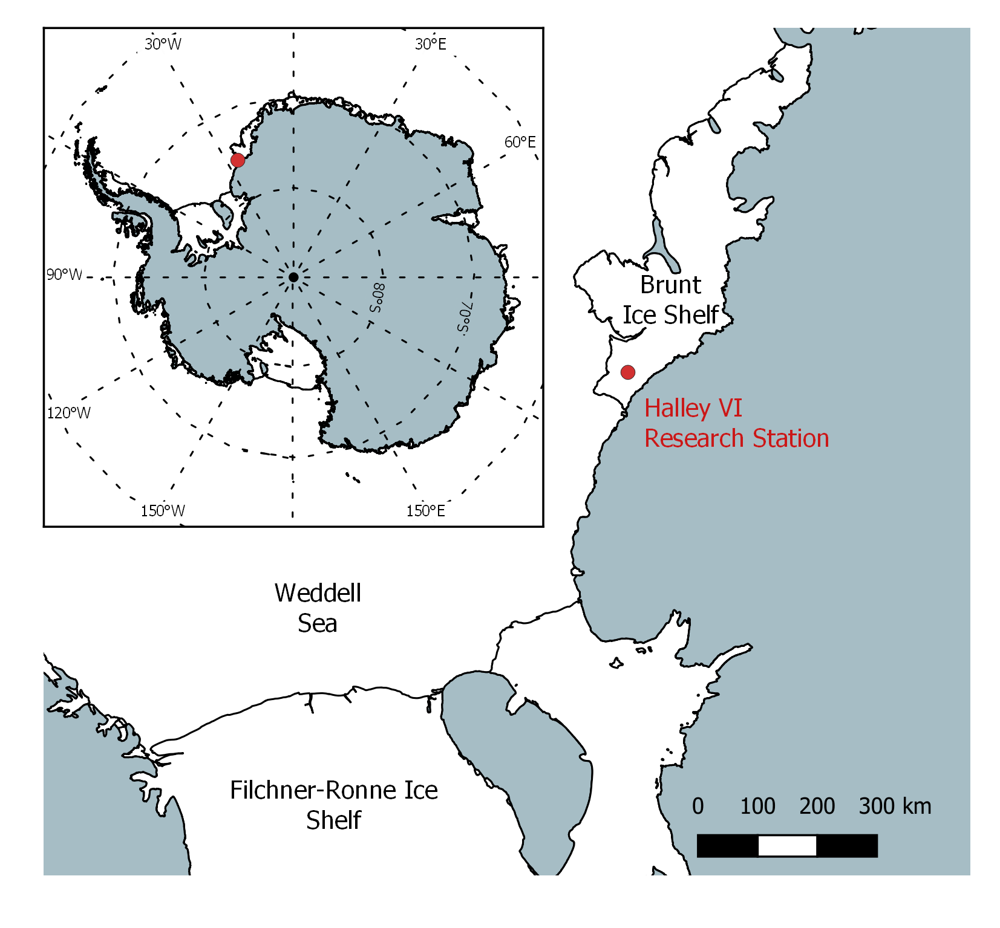 30°W
30°E
60°E
90°W
80°S
70°S
120°W
150°W
150°E
Brunt
Ice Shelf
Halley VI
Research Station
Weddell
Sea
Filchner-Ronne Ice
Shelf
0 100 200 300 km